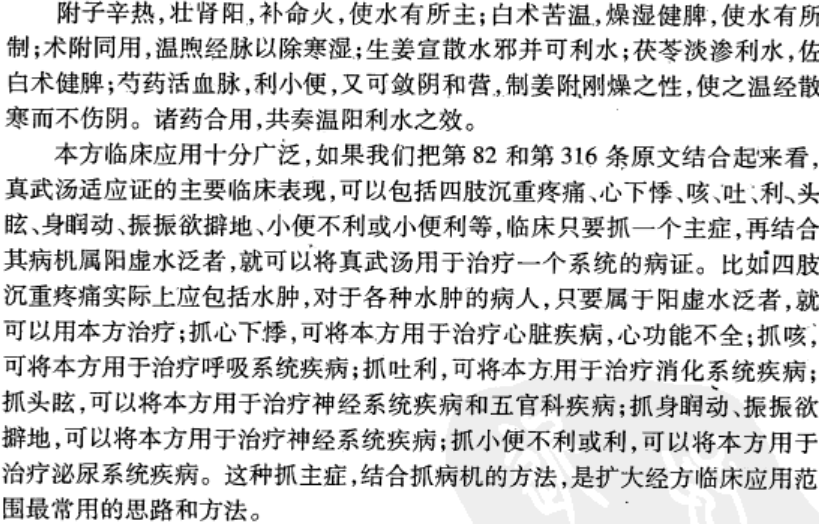 附子辛热,壮肾阳,补命火,使水有所主;白术苦温,燥湿健脾,使水有所
制;术附同用,温煦经脉以除寒湿;生姜宣散水邪并可利水;茯苓淡渗利水,佐
白术健脾;芍药活血脉,利小便,又可敛阴和营,制姜附刚燥之性,使之温经散
寒而不伤阴。诸药合用,共奏温阳利水之效。
本方临床应用十分广泛,如果我们把第 82 和第 316 条原文结合起来看,
真武汤适应证的主要临床表现,可以包括四肢沉重疼痛、心下悸、咳、吐、利、头
眩、身瞤动、振振欲擗地、小便不利或小便利等,临床只要抓一个主症,再结合
其病机属阳虚水泛者,就可以将真武汤用于治疗一个系统的病证。比如四肢
沉重疼痛实际上应包括水肿,对于各种水肿的病人,只要属于阳虚水泛者,就
可以用本方治疗;抓心下悸,可将本方用于治疗心脏疾病,心功能不全;抓咳,
可将本方用于治疗呼吸系统疾病;抓吐利,可将本方用于治疗消化系统疾病;
抓头眩,可以将本方用于治疗神经系统疾病和五官科疾病;抓身瞤动、振振欲
擗地,可以将本方用于治疗神经系统疾病;抓小便不利或利,可以将本方用于
治疗泌尿系统疾病。这种抓主症,结合抓病机的方法,是扩大经方临床应用范
围最常用的思路和方法。